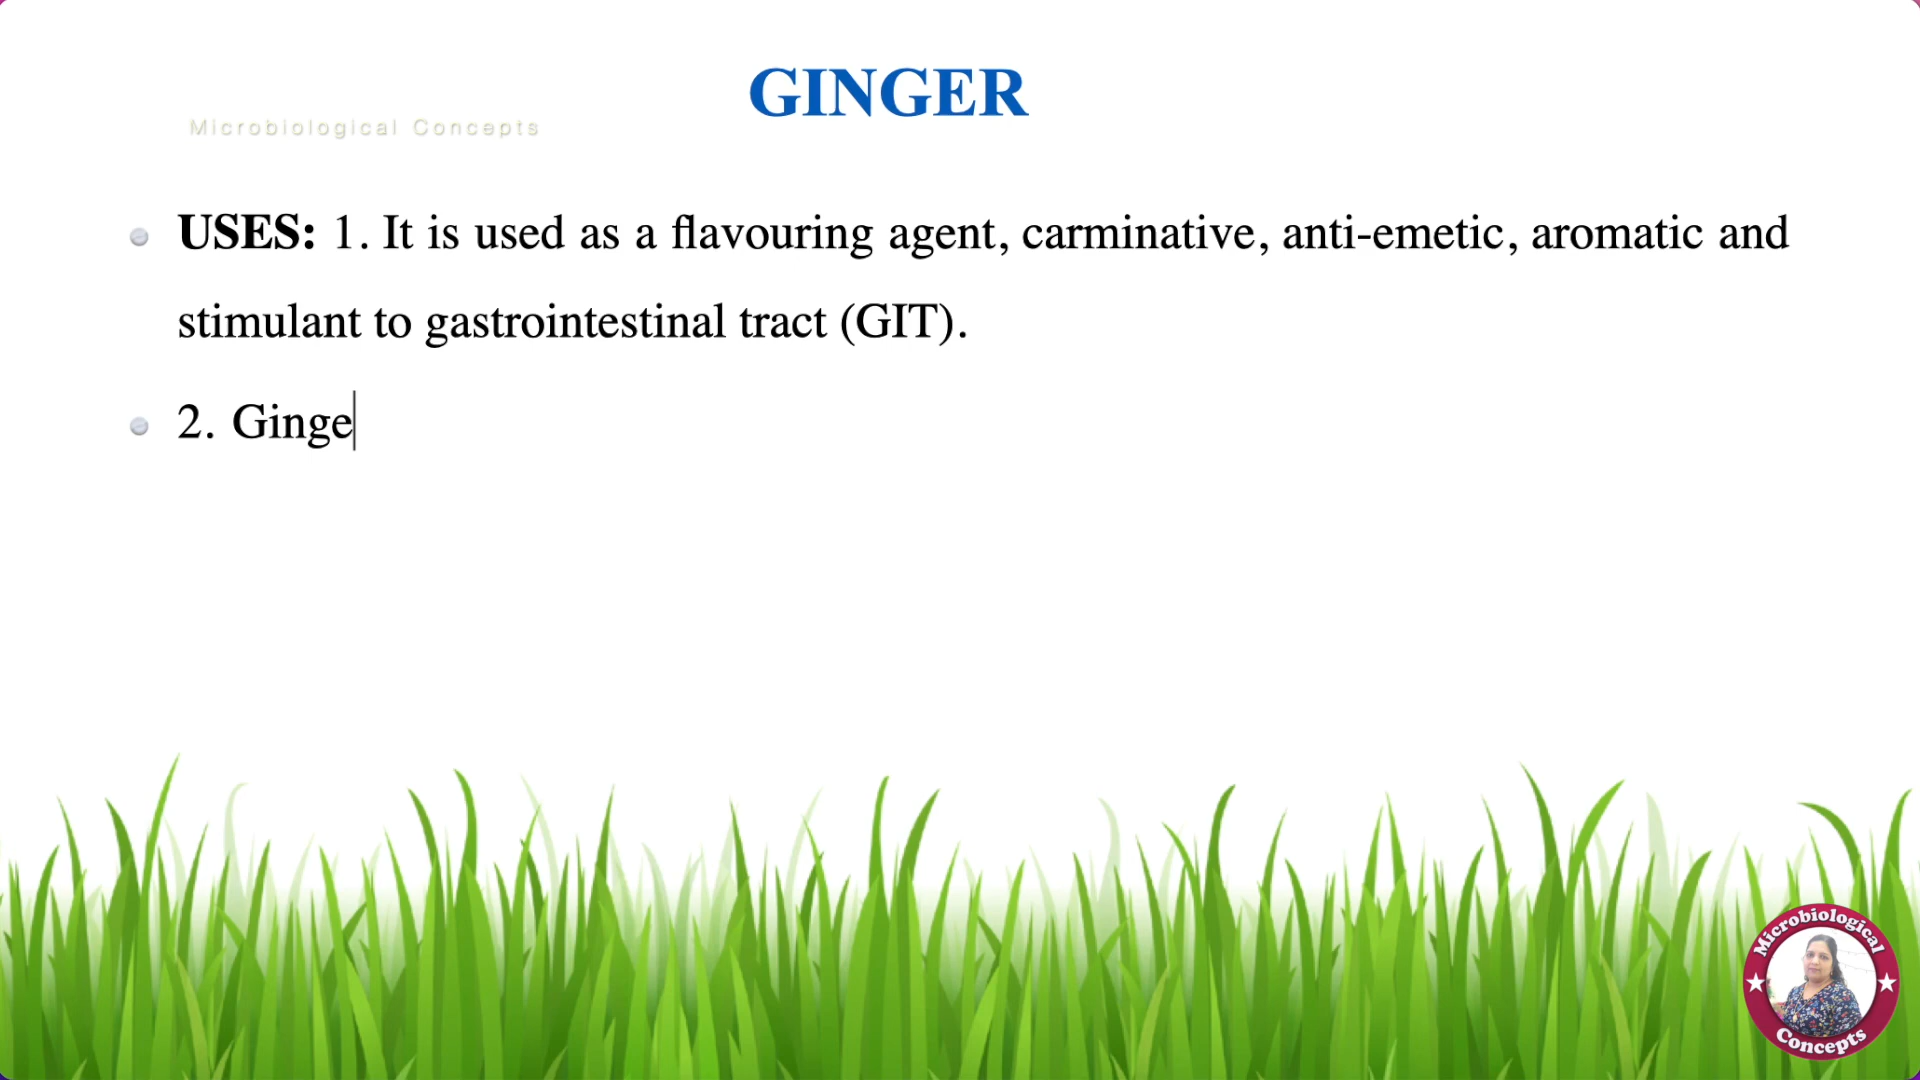 GINGER
Microbiological Concepts
USES: 1. It is used as a flavouring agent, carminative, anti-emetic, aromatic and
stimulant to gastrointestinal tract (GIT).
2. Ginge
Microbiological
Concepts